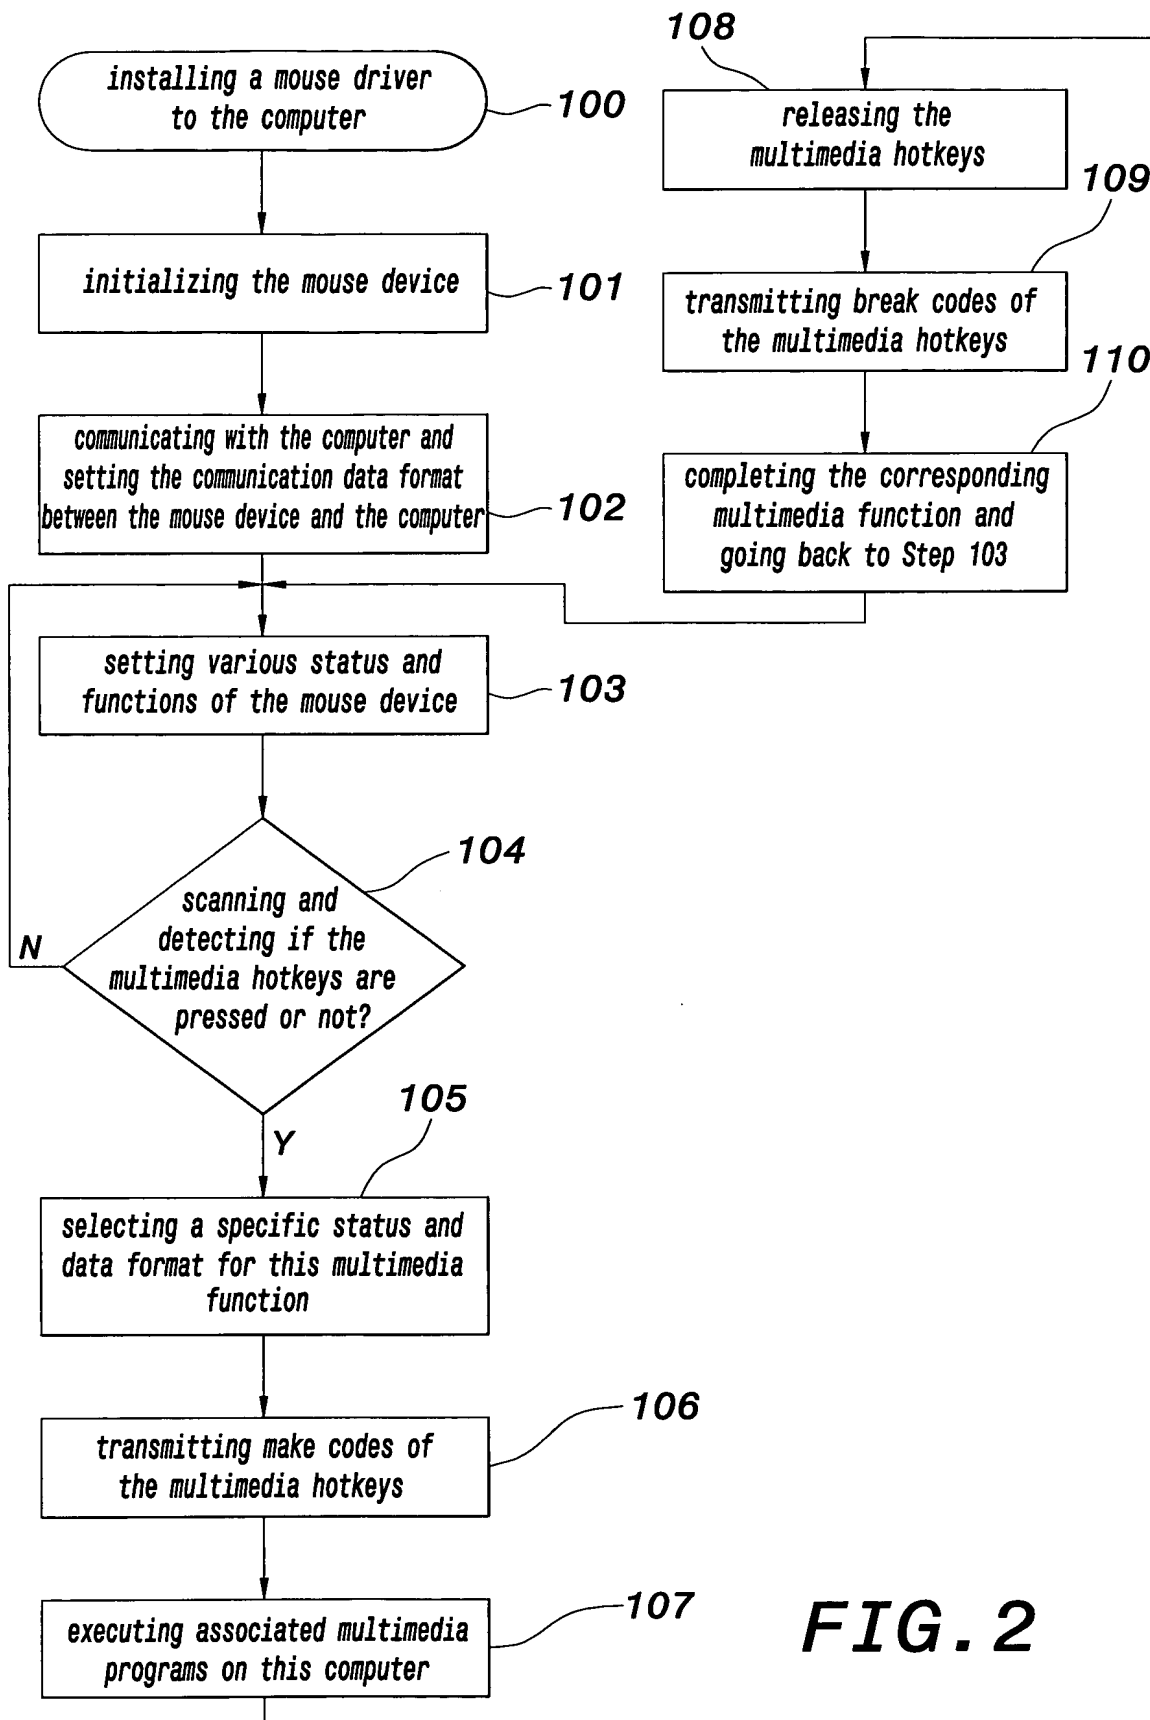 installing a mouse driver
to the computer
100
initializing the mouse device
101
communicating with the computer and
setting the communication data format
between the mouse device and the computer
102
setting various status and
functions of the mouse device
103
scanning and
detecting if the
multimedia hotkeys are
pressed or not?
104
N
Y
105
selecting a specific status and
data format for this multimedia
function
106
transmitting make codes of
the multimedia hotkeys
107
executing associated multimedia
programs on this computer
108
releasing the
multimedia hotkeys
109
transmitting break codes of
the multimedia hotkeys
110
completing the corresponding
multimedia function and
going back to Step 103
FIG.2